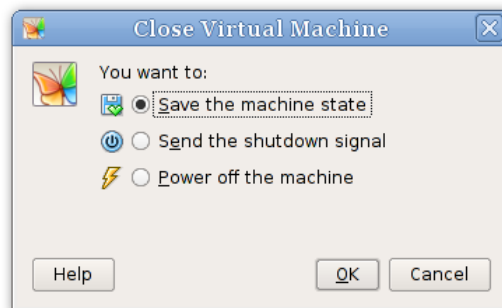 Close Virtual Machine
You want to:
Save the machine state
Send the shutdown signal
Power off the machine
Help
OK
Cancel